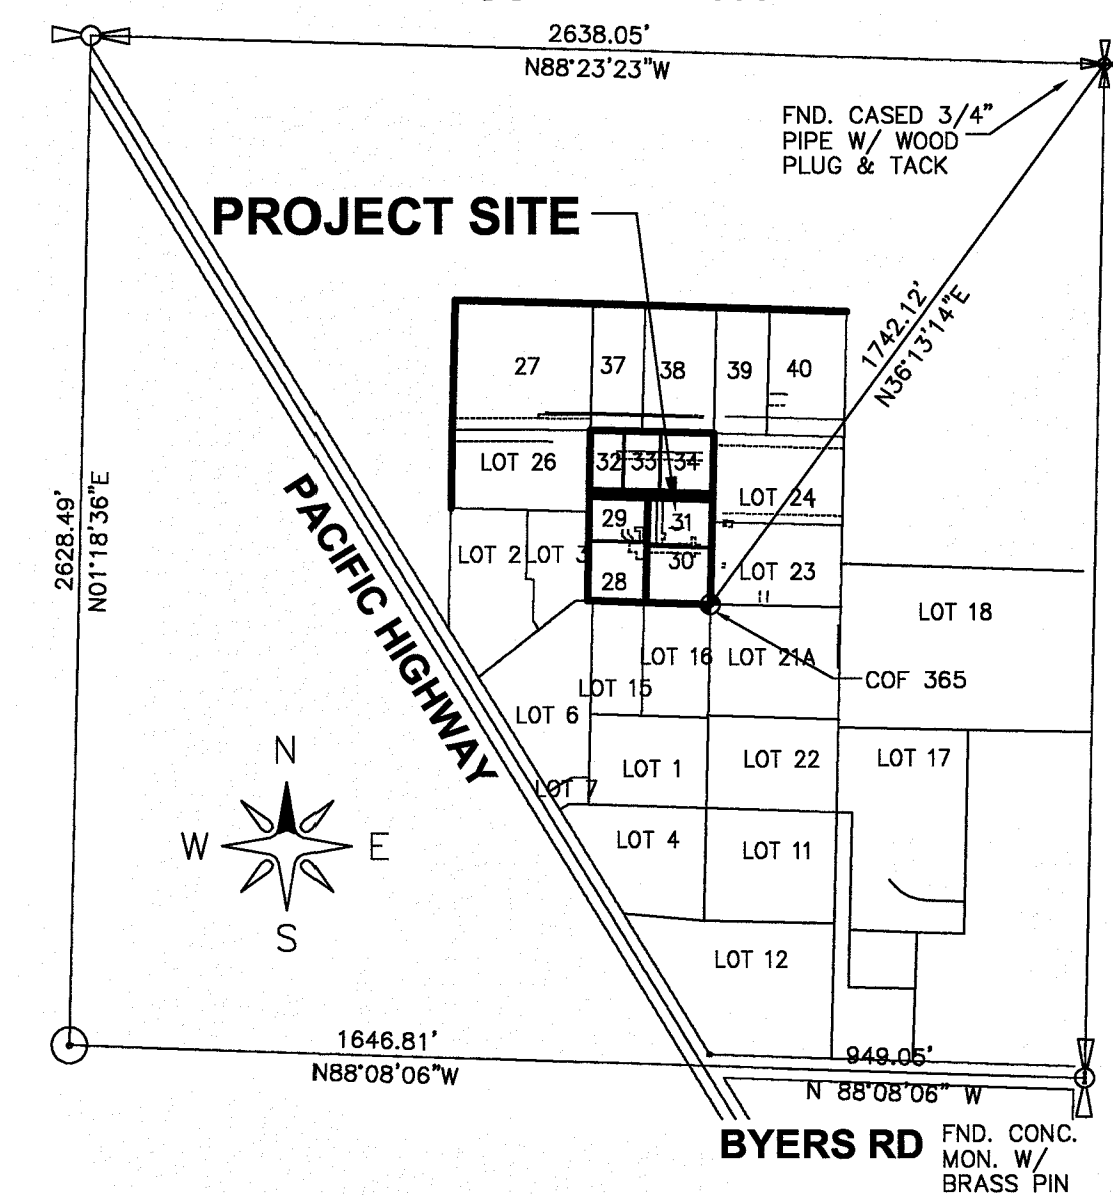 2638.05'
N88°23'23"W
FND. CASED 3/4"
PIPE W/ WOOD
PLUG & TACK
PROJECT SITE
1742.12'
N36°13'14"E
27
37
38
39
40
LOT 26
32
33
34
LOT 24
29
31
2628.49'
N01°18'36"E
LOT 2
LOT 3
28
30
LOT 23
PACIFIC HIGHWAY
LOT 18
LOT 16
LOT 21A
LOT 15
COF 365
LOT 6
LOT 1
LOT 22
LOT 17
LOT 7
N
W
E
S
LOT 4
LOT 11
LOT 12
1646.81'
N88°08'06"W
949.05'
N 88°08'06" W
BYERS RD
FND. CONC.
MON. W/
BRASS PIN